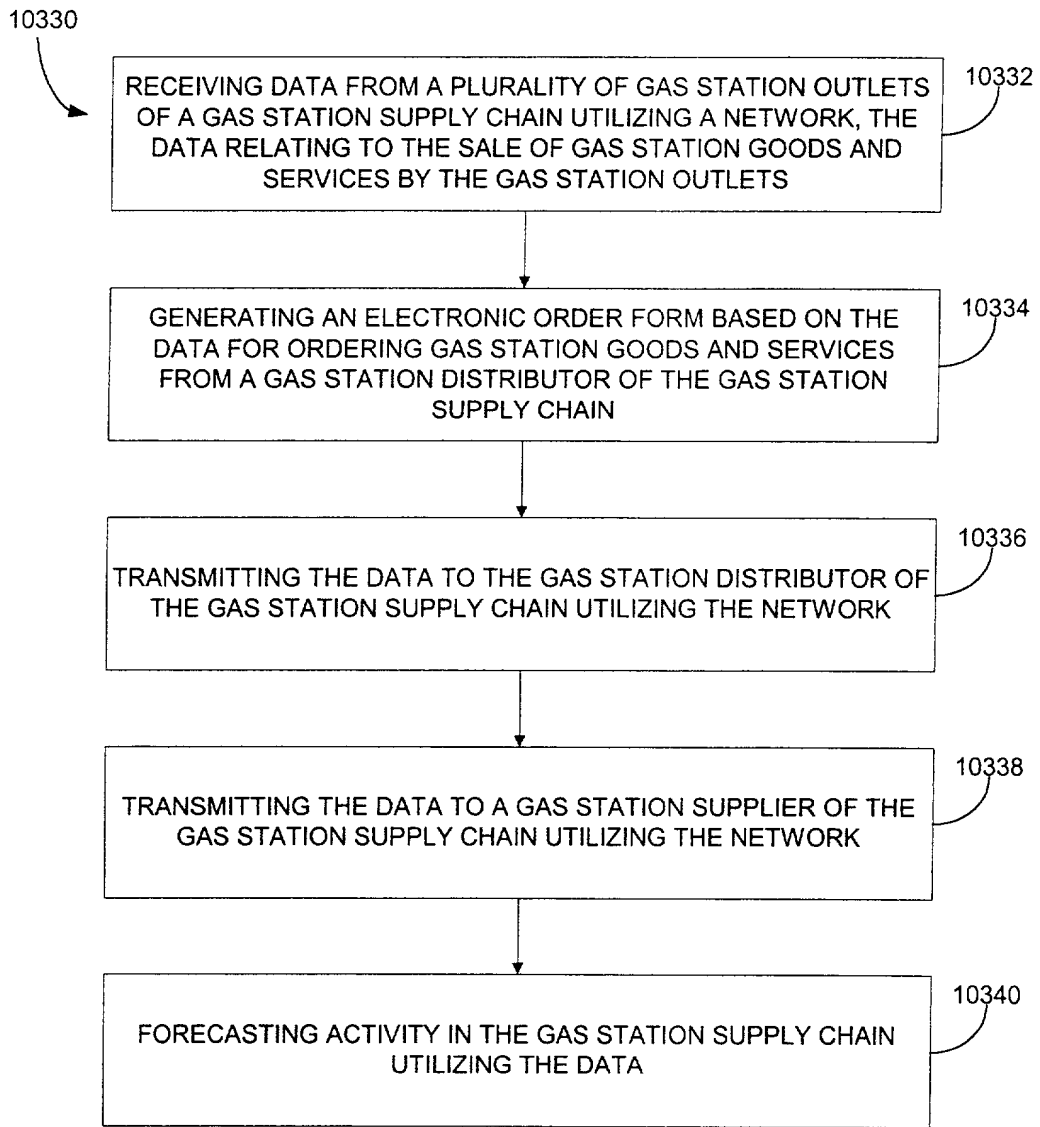 10330
RECEIVING DATA FROM A PLURALITY OF GAS STATION OUTLETS
OF A GAS STATION SUPPLY CHAIN UTILIZING A NETWORK, THE
DATA RELATING TO THE SALE OF GAS STATION GOODS AND
SERVICES BY THE GAS STATION OUTLETS
10332
GENERATING AN ELECTRONIC ORDER FORM BASED ON THE
DATA FOR ORDERING GAS STATION GOODS AND SERVICES
FROM A GAS STATION DISTRIBUTOR OF THE GAS STATION
SUPPLY CHAIN
10334
TRANSMITTING THE DATA TO THE GAS STATION DISTRIBUTOR OF
THE GAS STATION SUPPLY CHAIN UTILIZING THE NETWORK
10336
TRANSMITTING THE DATA TO A GAS STATION SUPPLIER OF THE
GAS STATION SUPPLY CHAIN UTILIZING THE NETWORK
10338
FORECASTING ACTIVITY IN THE GAS STATION SUPPLY CHAIN
UTILIZING THE DATA
10340